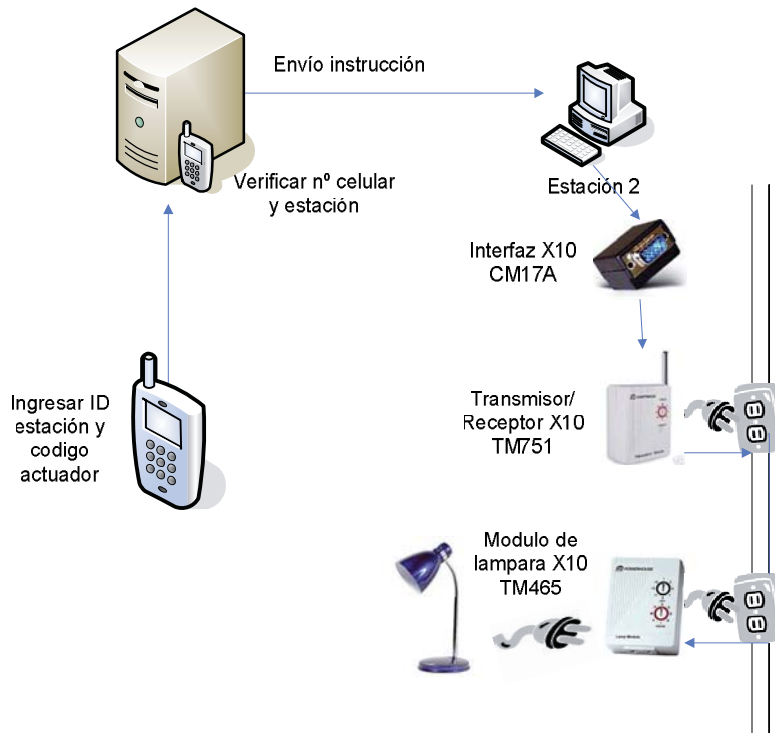 Envío instrucción
Verificar nº celular
y estación
Estación 2
Interfaz X10
CM17A
Ingresar ID
estación y
codigo
actuador
Transmisor/
Receptor X10
TM751
Modulo de
lampara X10
TM465